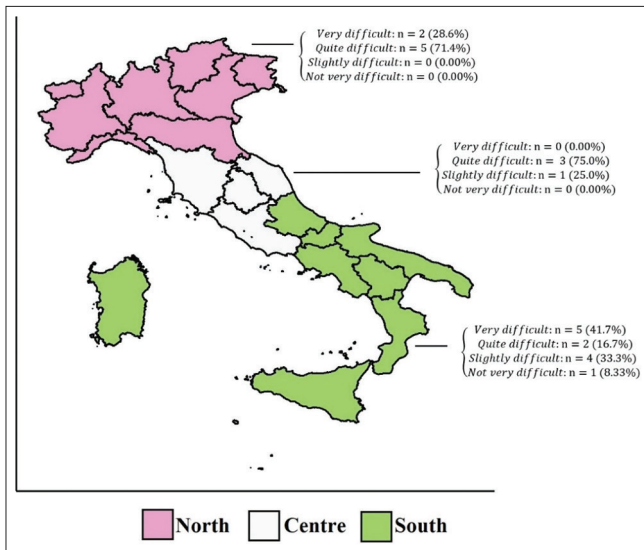 Very difficult: n = 2 (28.6%)
Quite difficult: n = 5 (71.4%)
Slightly difficult: n = 0 (0.00%)
Not very difficult: n = 0 (0.00%)
Very difficult: n = 0 (0.00%)
Quite difficult: n = 3 (75.0%)
Slightly difficult: n = 1 (25.0%)
Not very difficult: n = 0 (0.00%)
Very difficult: n = 5 (41.7%)
Quite difficult: n = 2 (16.7%)
Slightly difficult: n = 4 (33.3%)
Not very difficult: n = 1 (8.33%)
North Centre South